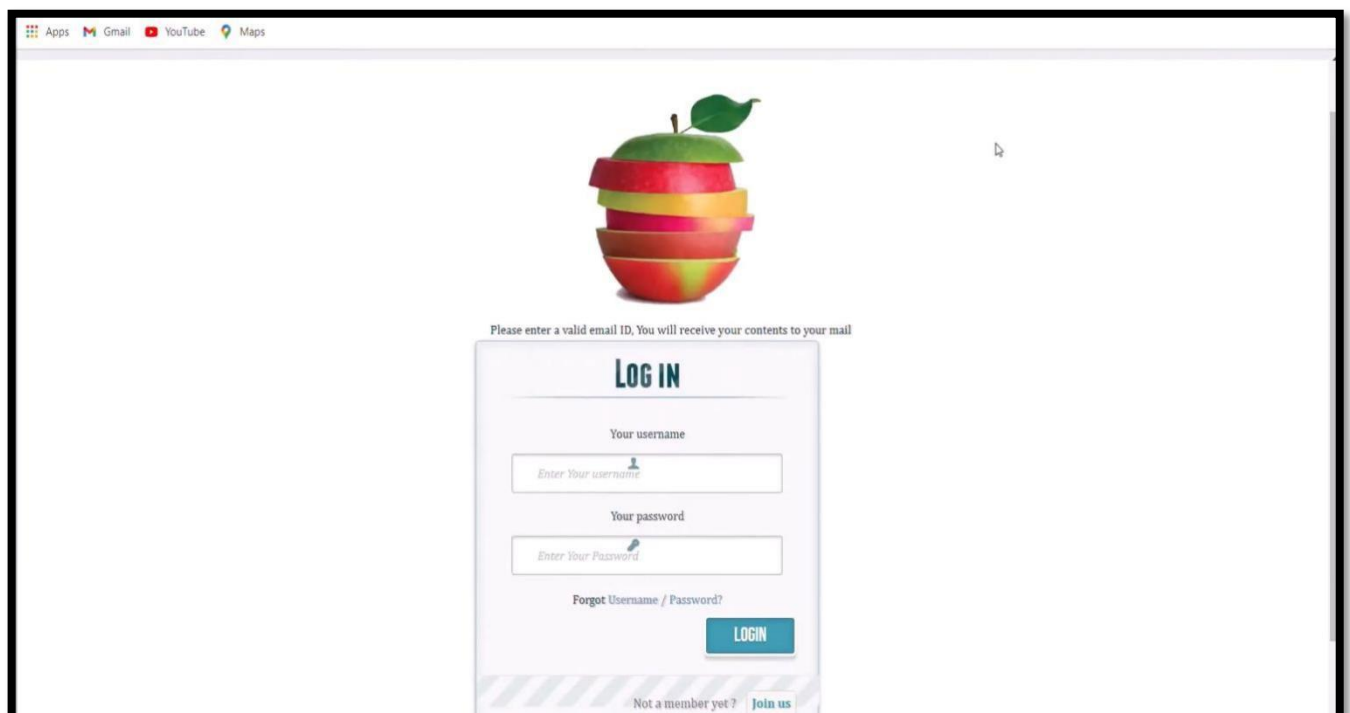 Apps Gmail YouTube Maps
Please enter a valid email ID, You will receive your contents to your mail
LOG IN
Your username
Enter Your username
Your password
Enter Your Password
Forgot Username / Password?
LOGIN
Not a member yet ? Join us